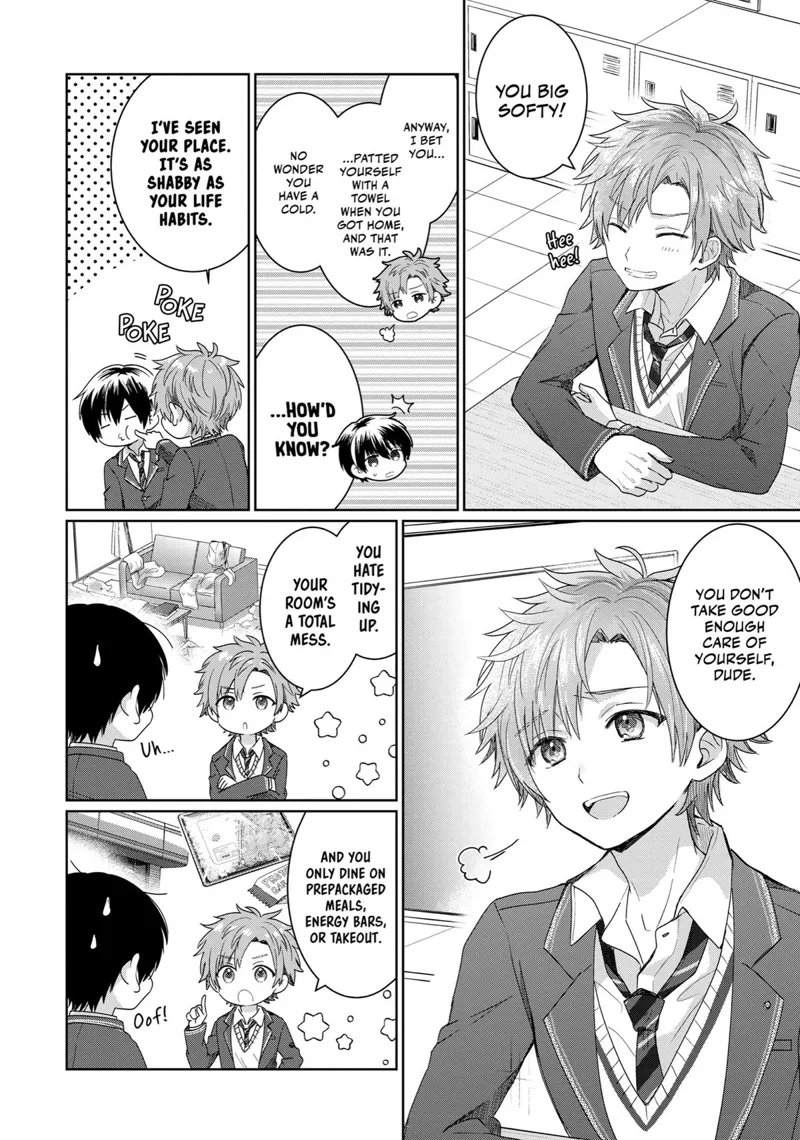 YOU BIG
SOFTY!
Hee
hee!
ANYWAY,
I BET
YOU...
...PATTED
YOURSELF
WITH A
TOWEL
WHEN YOU
GOT HOME,
AND THAT
WAS IT.
NO
WONDER
YOU
HAVE A
COLD.
...HOW'D
YOU
KNOW?
I'VE SEEN
YOUR PLACE.
IT'S AS
SHABBY AS
YOUR LIFE
HABITS.
POKE
POKE
YOU DON'T
TAKE GOOD
ENOUGH
CARE OF
YOURSELF,
DUDE.
YOU
HATE
TIDY-
ING
UP.
YOUR
ROOM'S
A TOTAL
MESS.
Uh...
AND YOU
ONLY DINE ON
PREPACKAGED
MEALS,
ENERGY BARS,
OR TAKEOUT.
Oof!